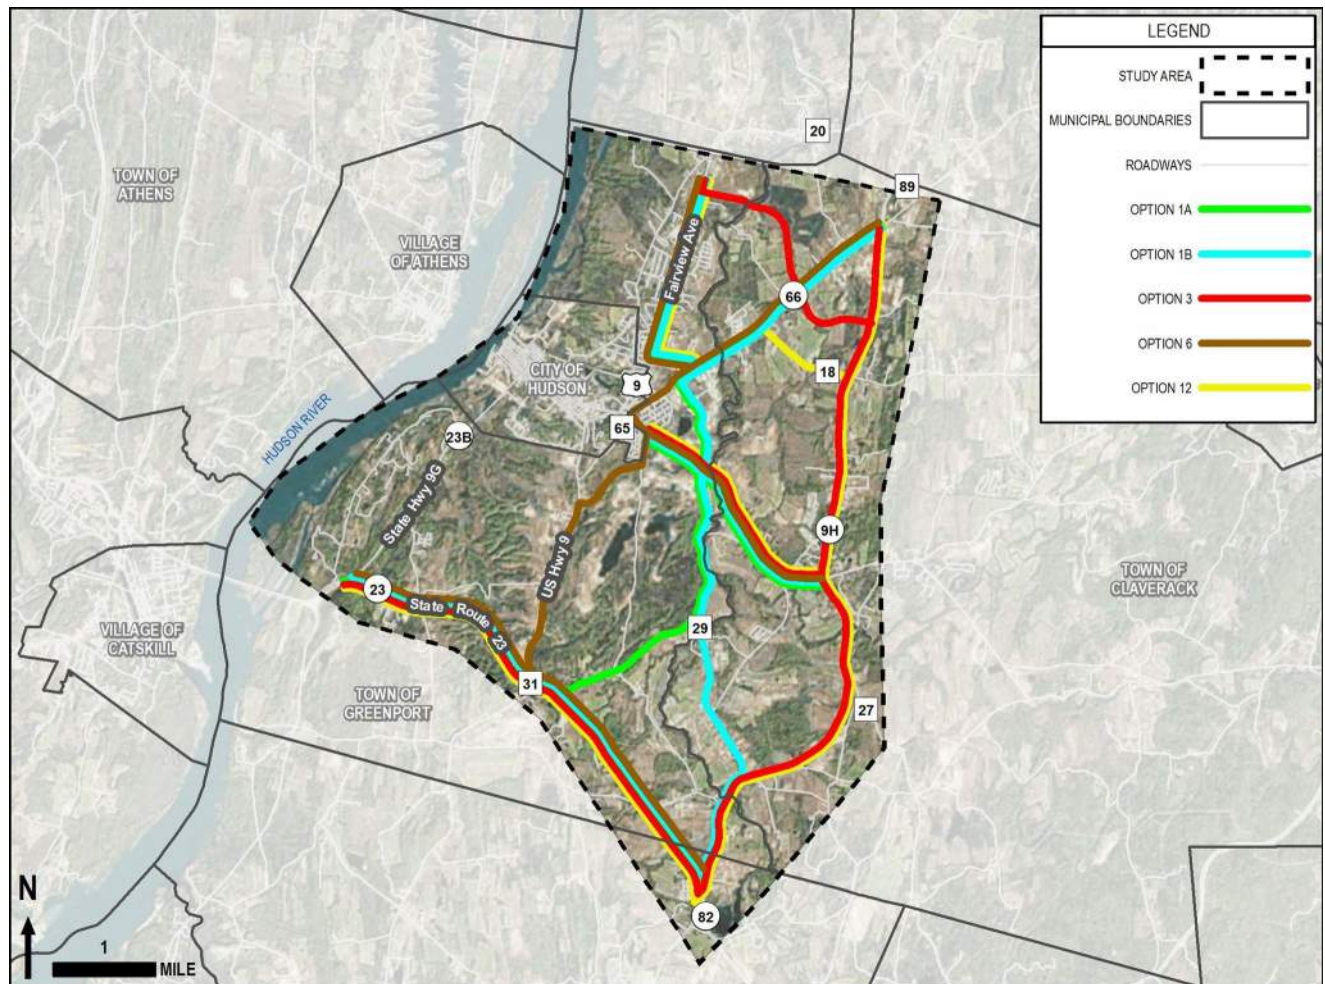 LEGEND
STUDY AREA
MUNICIPAL BOUNDARIES
ROADWAYS
OPTION 1A
OPTION 1B
OPTION 3
OPTION 6
OPTION 12
20
89
TOWN OF
ATHENS
VILLAGE
OF ATHENS
Fairview Ave
66
CITY OF
HUDSON
9
18
HUDSON RIVER
65
23B
State Hwy 9G
9H
US Hwy 9
23
State Route 23
TOWN OF
CLAVERACK
VILLAGE OF
CATSKILL
29
31
TOWN OF
GREENPORT
27
82
N
1
MILE